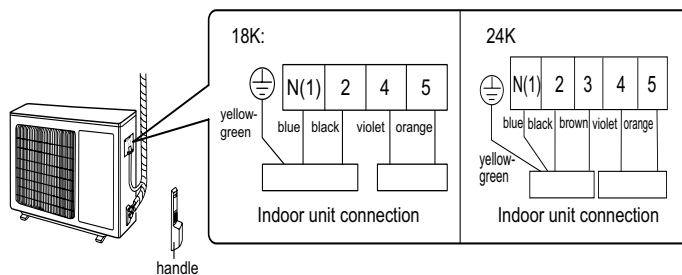 18K:
N(1) 2 4 5
yellow-
green
blue black violet orange
Indoor unit connection
24K
N(1) 2 3 4 5
blue black brown violet orange
yellow-
green
Indoor unit connection
handle